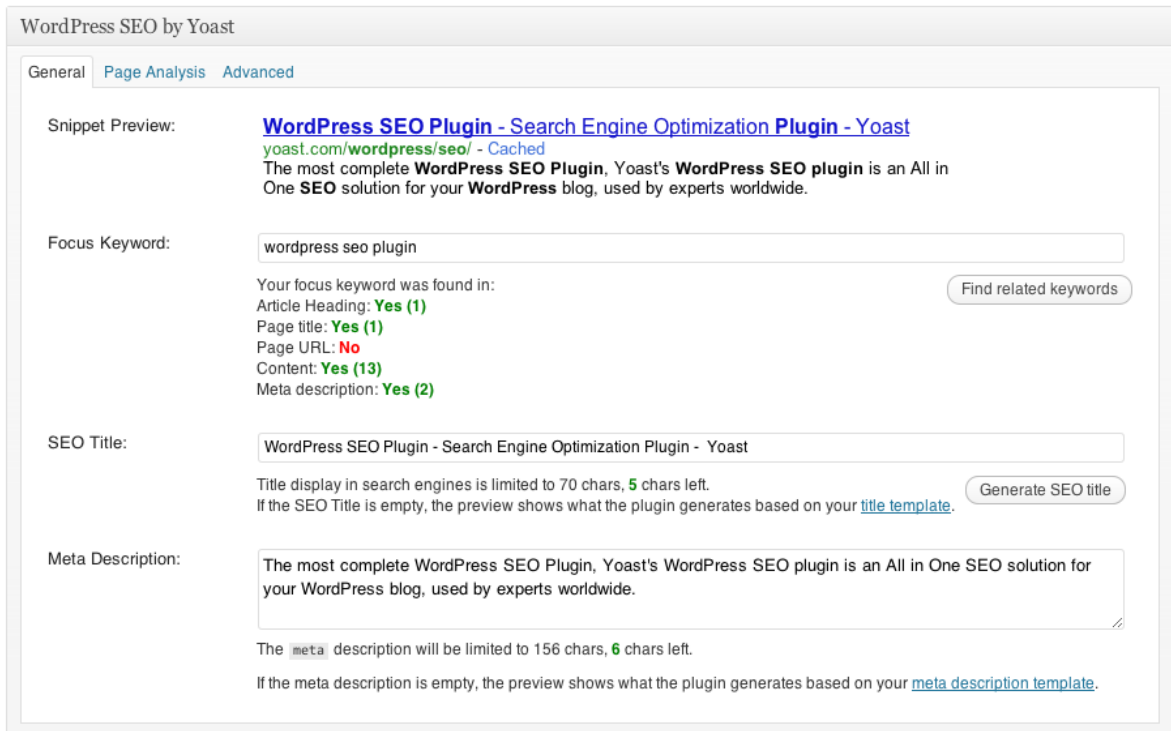 WordPress SEO by Yoast
General Page Analysis Advanced
Snippet Preview:
WordPress SEO Plugin - Search Engine Optimization Plugin - Yoast
yoast.com/wordpress/seo/ - Cached
The most complete WordPress SEO Plugin, Yoast's WordPress SEO plugin is an All in
One SEO solution for your WordPress blog, used by experts worldwide.
Focus Keyword:
wordpress seo plugin
Your focus keyword was found in:
Find related keywords
Article Heading: Yes (1)
Page title: Yes (1)
Page URL: No
Content: Yes (13)
Meta description: Yes (2)
SEO Title:
WordPress SEO Plugin - Search Engine Optimization Plugin -  Yoast
Title display in search engines is limited to 70 chars, 5 chars left.
Generate SEO title
If the SEO Title is empty, the preview shows what the plugin generates based on your title template.
Meta Description:
The most complete WordPress SEO Plugin, Yoast's WordPress SEO plugin is an All in One SEO solution for
your WordPress blog, used by experts worldwide.
The meta description will be limited to 156 chars, 6 chars left.
If the meta description is empty, the preview shows what the plugin generates based on your meta description template.